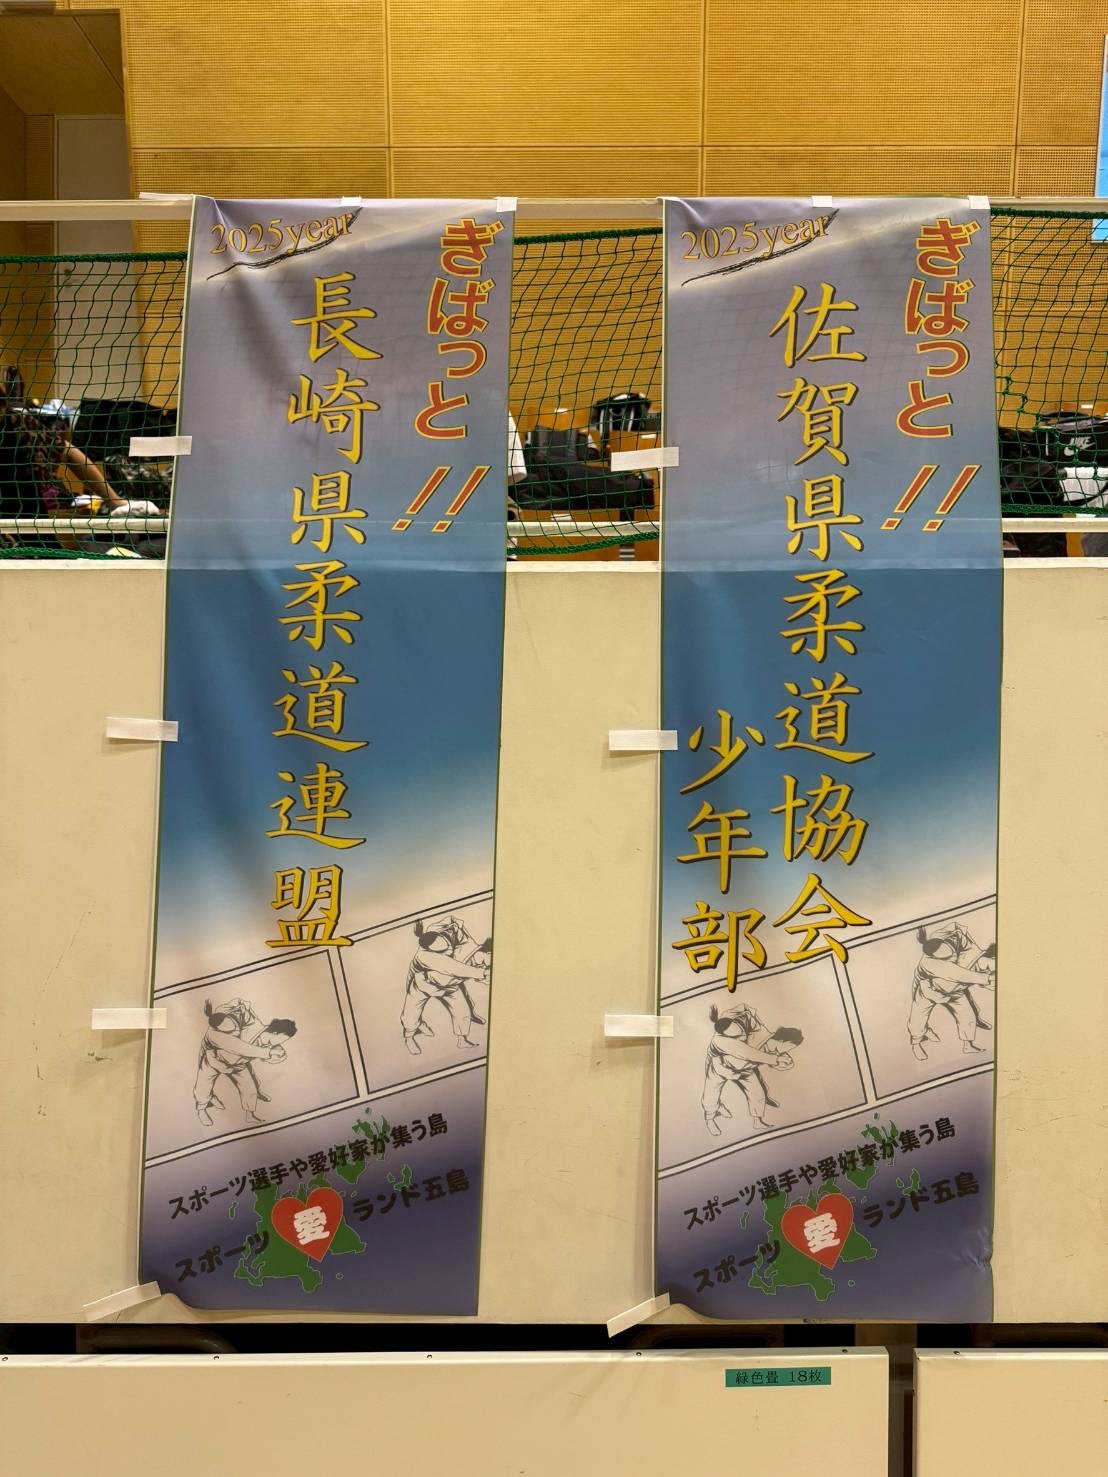 2025year
ぎばっと!!
長崎県柔道連盟
スポーツ選手や愛好家が集う島
スポーツ愛ランド五島
2025year
ぎばっと!!
佐賀県柔道協会
少年部
スポーツ選手や愛好家が集う島
スポーツ愛ランド五島
NIKE
緑色畳 18枚